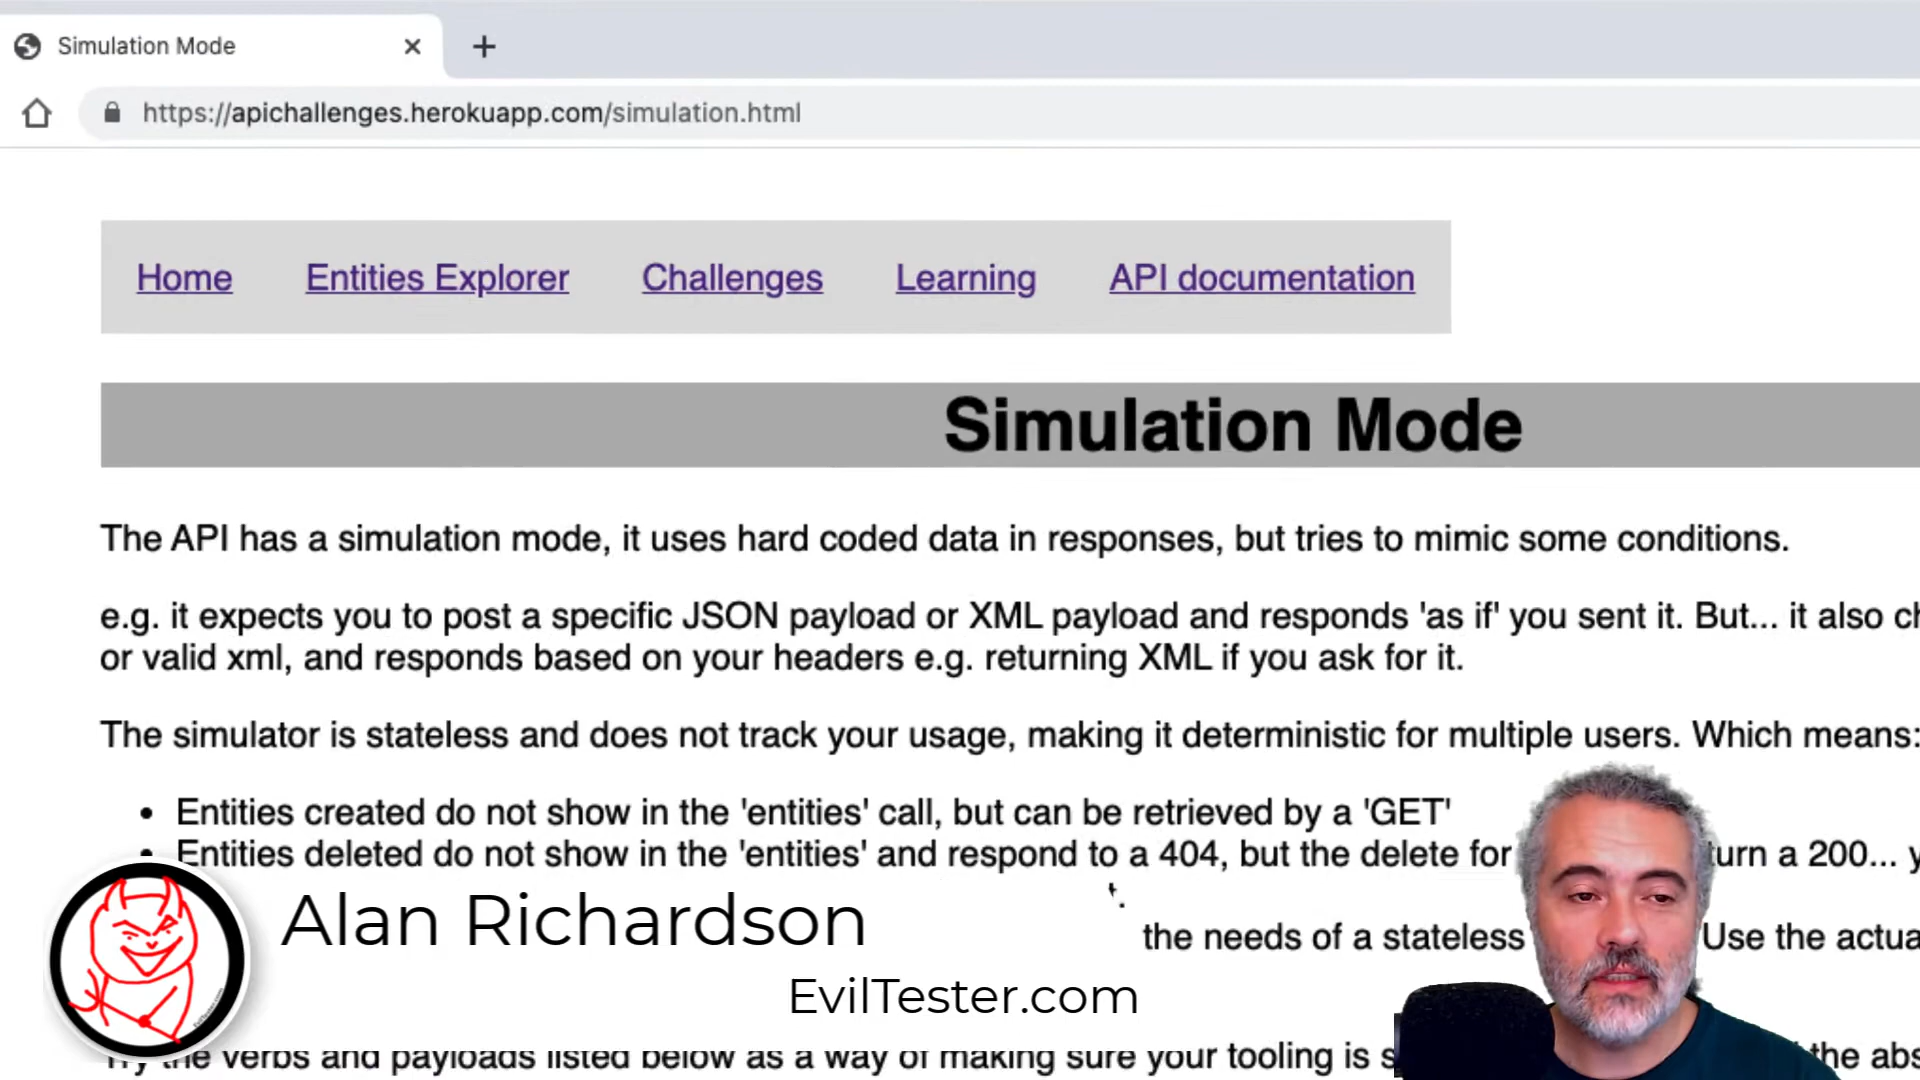 Simulation Mode
https://apichallenges.herokuapp.com/simulation.html
Home Entities Explorer Challenges Learning API documentation
Simulation Mode
The API has a simulation mode, it uses hard coded data in responses, but tries to mimic some conditions.
e.g. it expects you to post a specific JSON payload or XML payload and responds 'as if' you sent it. But... it also
or valid xml, and responds based on your headers e.g. returning XML if you ask for it.
The simulator is stateless and does not track your usage, making it deterministic for multiple users. Which means:
• Entities created do not show in the 'entities' call, but can be retrieved by a 'GET'
• Entities deleted do not show in the 'entities' and respond to a 404, but the delete for a 200...
the needs of a stateless Use the
Alan Richardson
EvilTester.com
Try the verbs and payloads listed below as a way of making sure your tooling is the